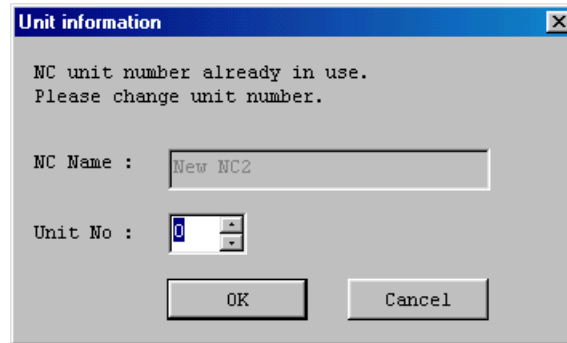 Unit information
NC unit number already in use.
Please change unit number.
NC Name : New NC2
Unit No : 0
OK Cancel